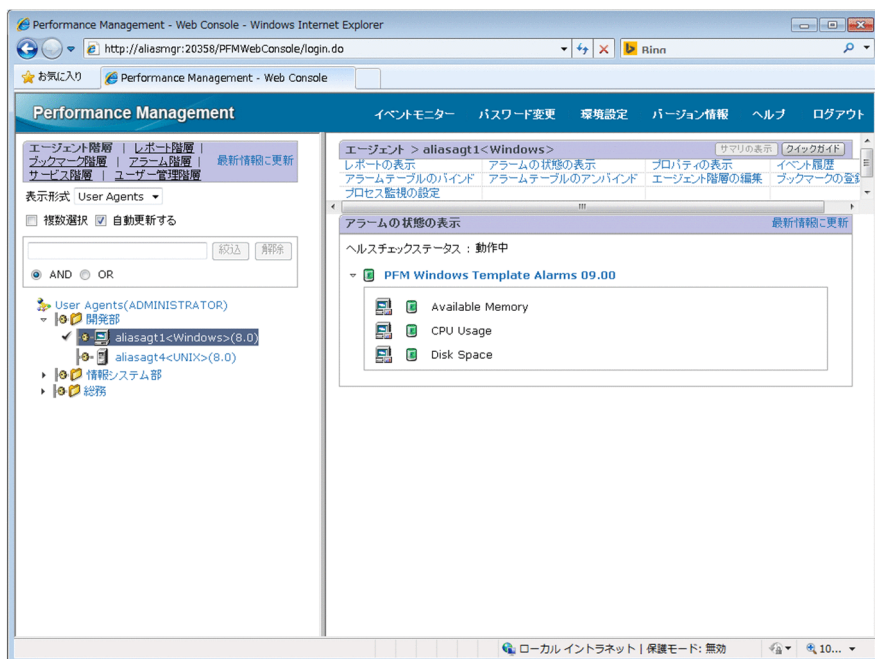 Performance Management - Web Console - Windows Internet Explorer
http://aliasmgr:20358/PFMWebConsole/login.do
Bing
お気に入り
Performance Management - Web Console
Performance Management
イベントモニター パスワード変更 環境設定 バージョン情報 ヘルプ ログアウト
エージェント階層 | レポート階層 |
ブックマーク階層 | アラーム階層 | 最新情報に更新
サービス階層 | ユーザー管理階層
表示形式 User Agents
複数選択 自動更新する
絞込 解除
AND OR
User Agents(ADMINISTRATOR)
開発部
aliasagt1<Windows>(8.0)
aliasagt4<UNIX>(8.0)
情報システム部
総務
エージェント > aliasagt1<Windows> サマリの表示 クイックガイド
レポートの表示 アラームの状態の表示 プロパティの表示 イベント履歴
アラームテーブルのバインド アラームテーブルのアンバインド エージェント階層の編集 ブックマークの登録
プロセス監視の設定
アラームの状態の表示 最新情報に更新
ヘルスチェックステータス : 動作中
PFM Windows Template Alarms 09.00
Available Memory
CPU Usage
Disk Space
ローカル イントラネット | 保護モード: 無効 10...